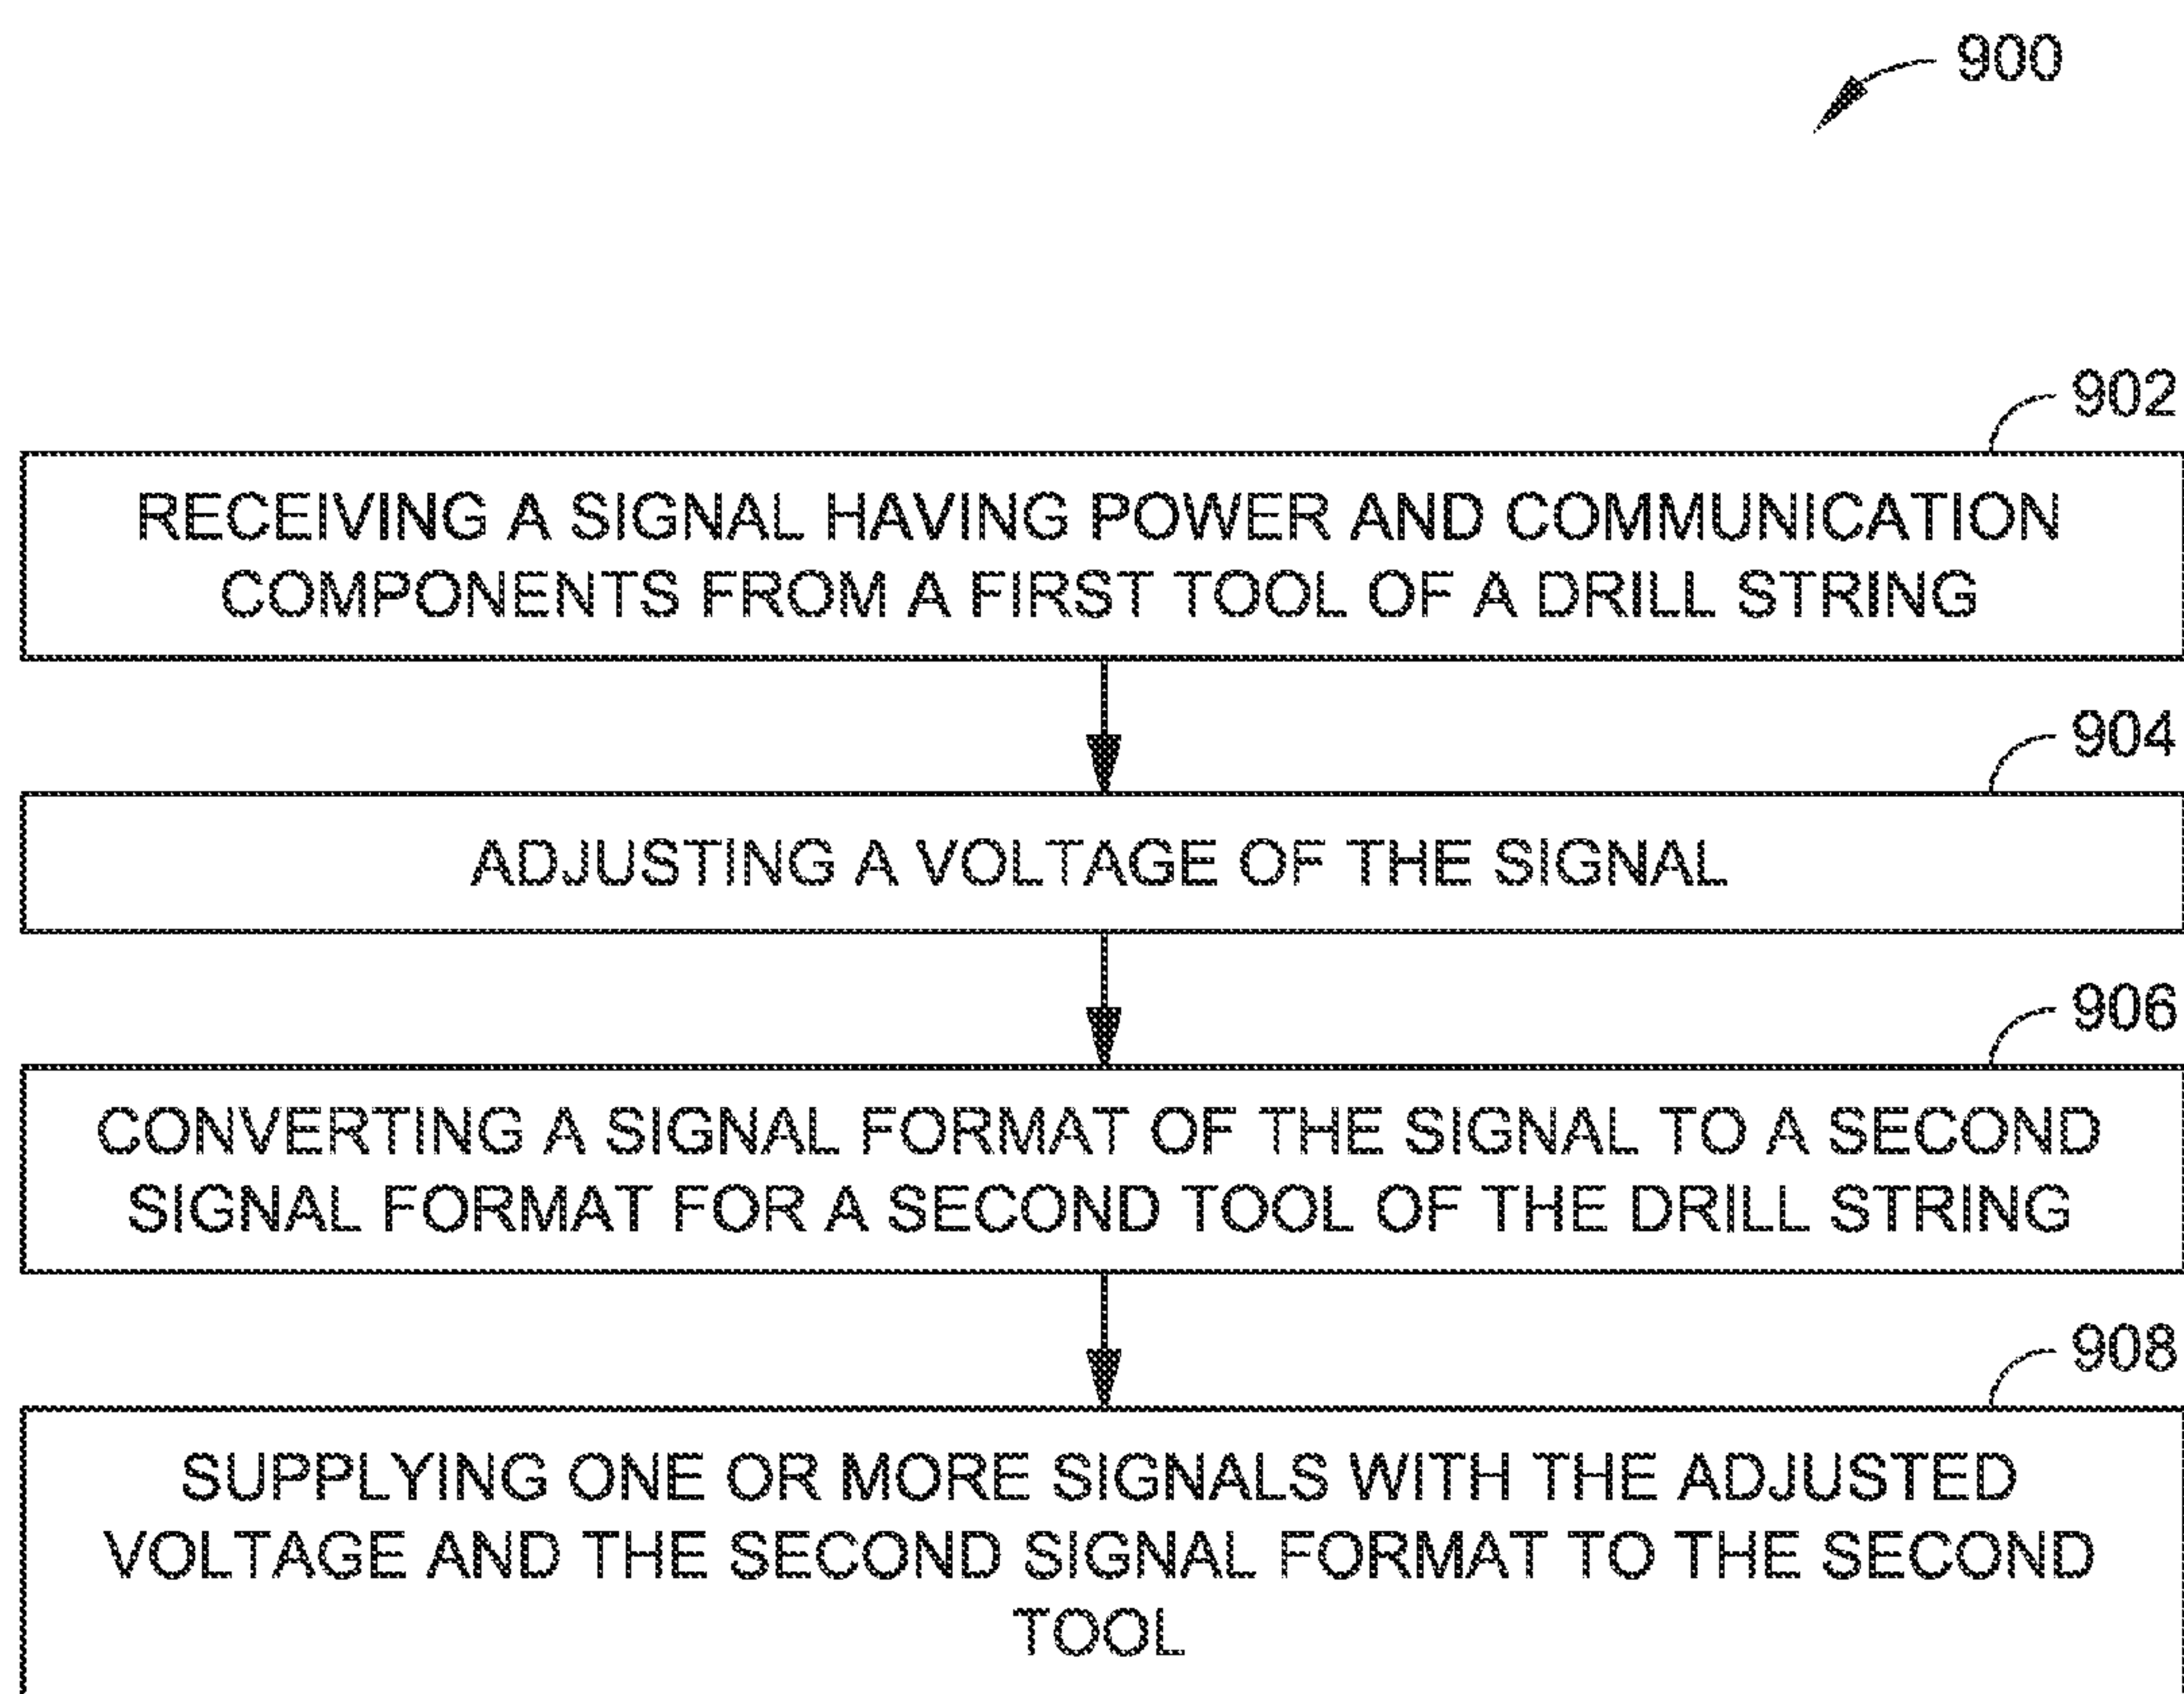 900
902
RECEIVING A SIGNAL HAVING POWER AND COMMUNICATION
COMPONENTS FROM A FIRST TOOL OF A DRILL STRING
904
ADJUSTING A VOLTAGE OF THE SIGNAL
906
CONVERTING A SIGNAL FORMAT OF THE SIGNAL TO A SECOND
SIGNAL FORMAT FOR A SECOND TOOL OF THE DRILL STRING
908
SUPPLYING ONE OR MORE SIGNALS WITH THE ADJUSTED
VOLTAGE AND THE SECOND SIGNAL FORMAT TO THE SECOND
TOOL